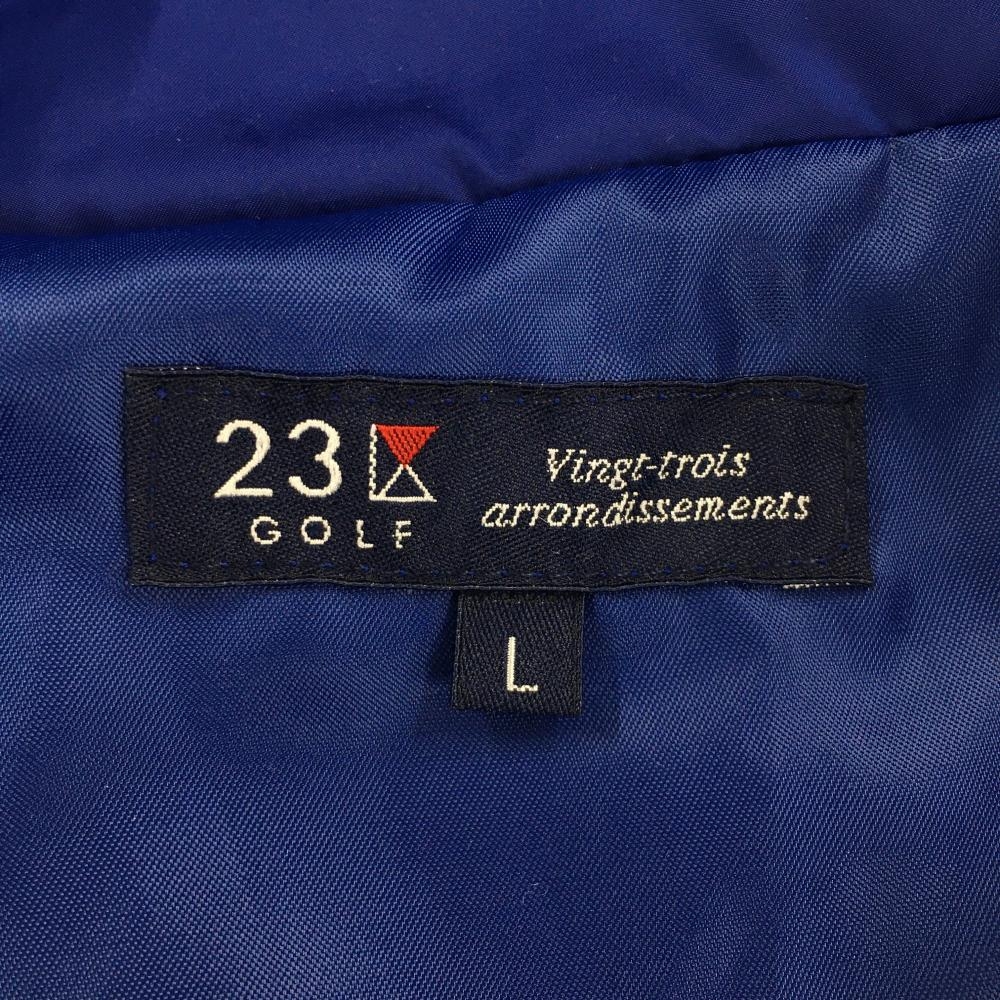 23
GOLF
Vingt-trois
arrondissements
L